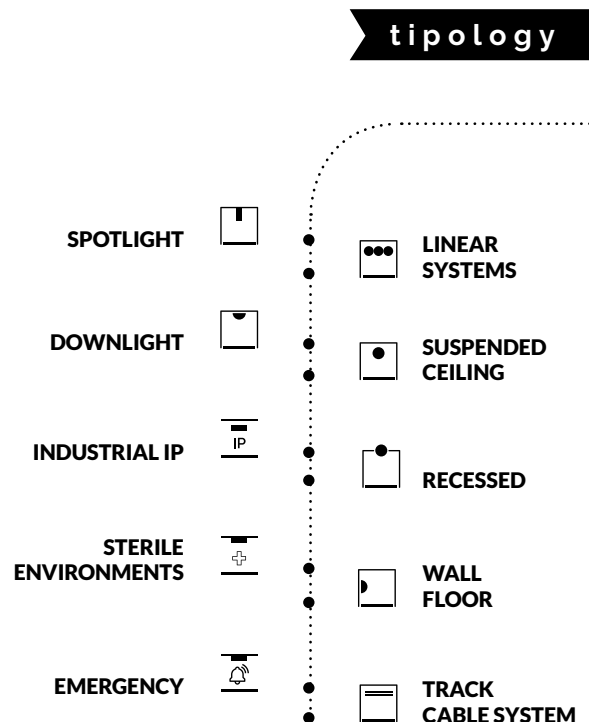 tipology
SPOTLIGHT
LINEAR
SYSTEMS
DOWNLIGHT
SUSPENDED
CEILING
INDUSTRIAL IP
IP
RECESSED
STERILE
ENVIRONMENTS
WALL
FLOOR
EMERGENCY
TRACK
CABLE SYSTEM